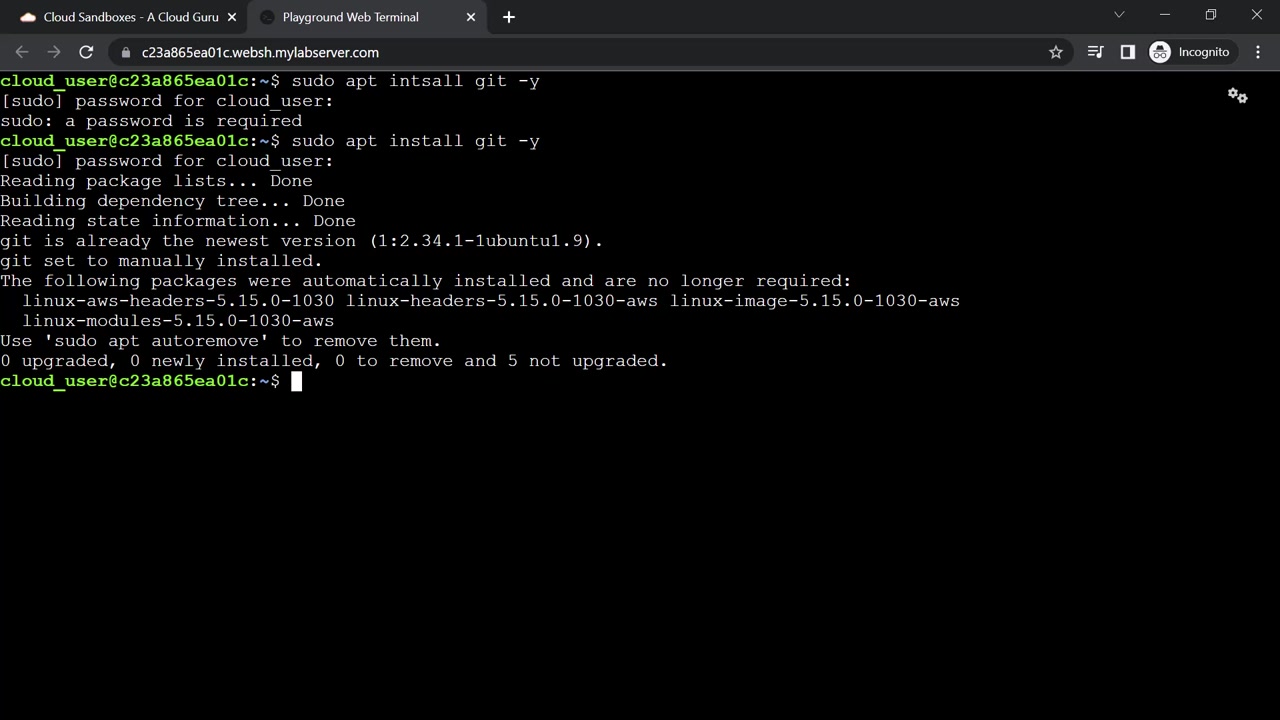 Cloud Sandboxes - A Cloud Guru
Playground Web Terminal
c23a865ea01c.websh.mylabserver.com
Incognito
cloud_user@c23a865ea01c:~$ sudo apt intsall git -y
[sudo] password for cloud_user:
sudo: a password is required
cloud_user@c23a865ea01c:~$ sudo apt install git -y
[sudo] password for cloud_user:
Reading package lists... Done
Building dependency tree... Done
Reading state information... Done
git is already the newest version (1:2.34.1-1ubuntu1.9).
git set to manually installed.
The following packages were automatically installed and are no longer required:
  linux-aws-headers-5.15.0-1030 linux-headers-5.15.0-1030-aws linux-image-5.15.0-1030-aws
  linux-modules-5.15.0-1030-aws
Use 'sudo apt autoremove' to remove them.
0 upgraded, 0 newly installed, 0 to remove and 5 not upgraded.
cloud_user@c23a865ea01c:~$